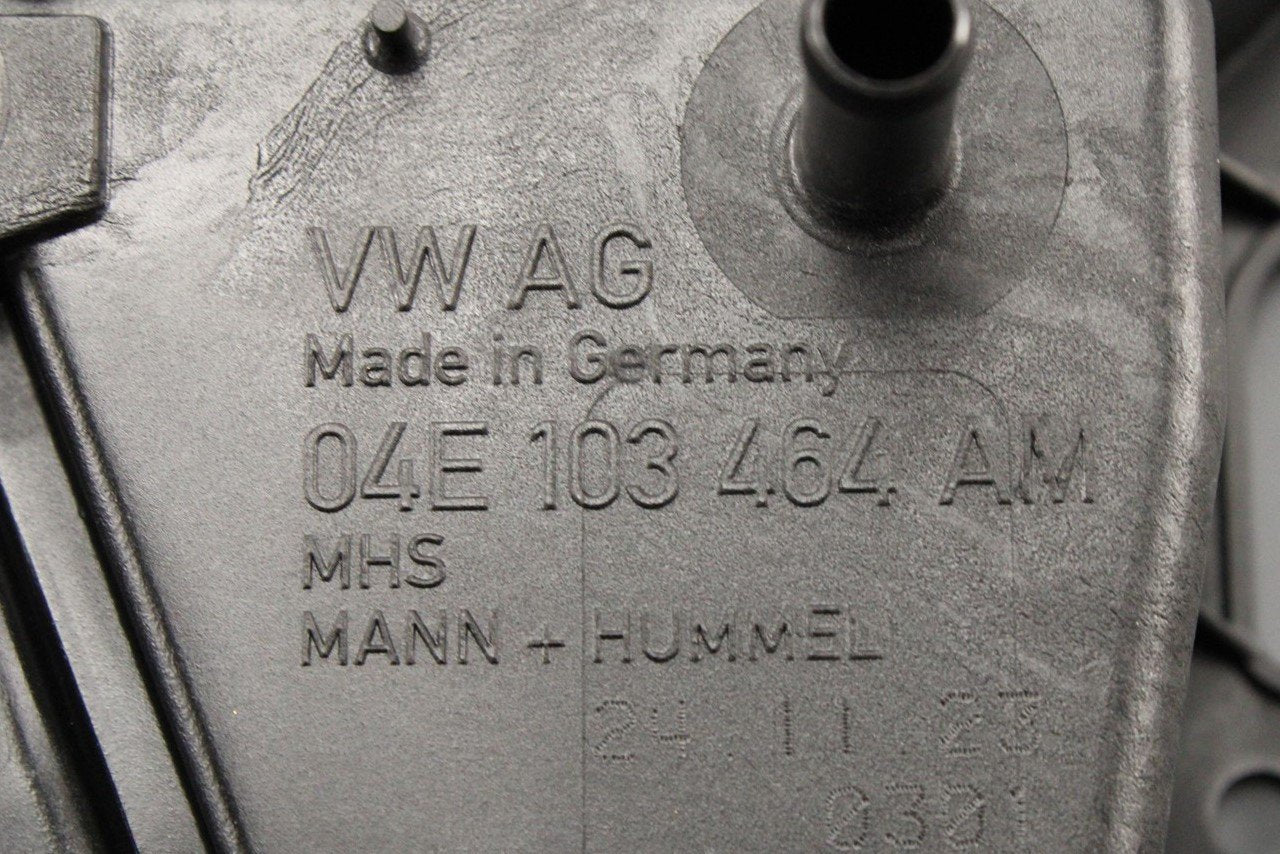 VW AG
Made in Germany
04E 103 464 AM
MHS
MANN + HUMMEL
24.11.23
0301